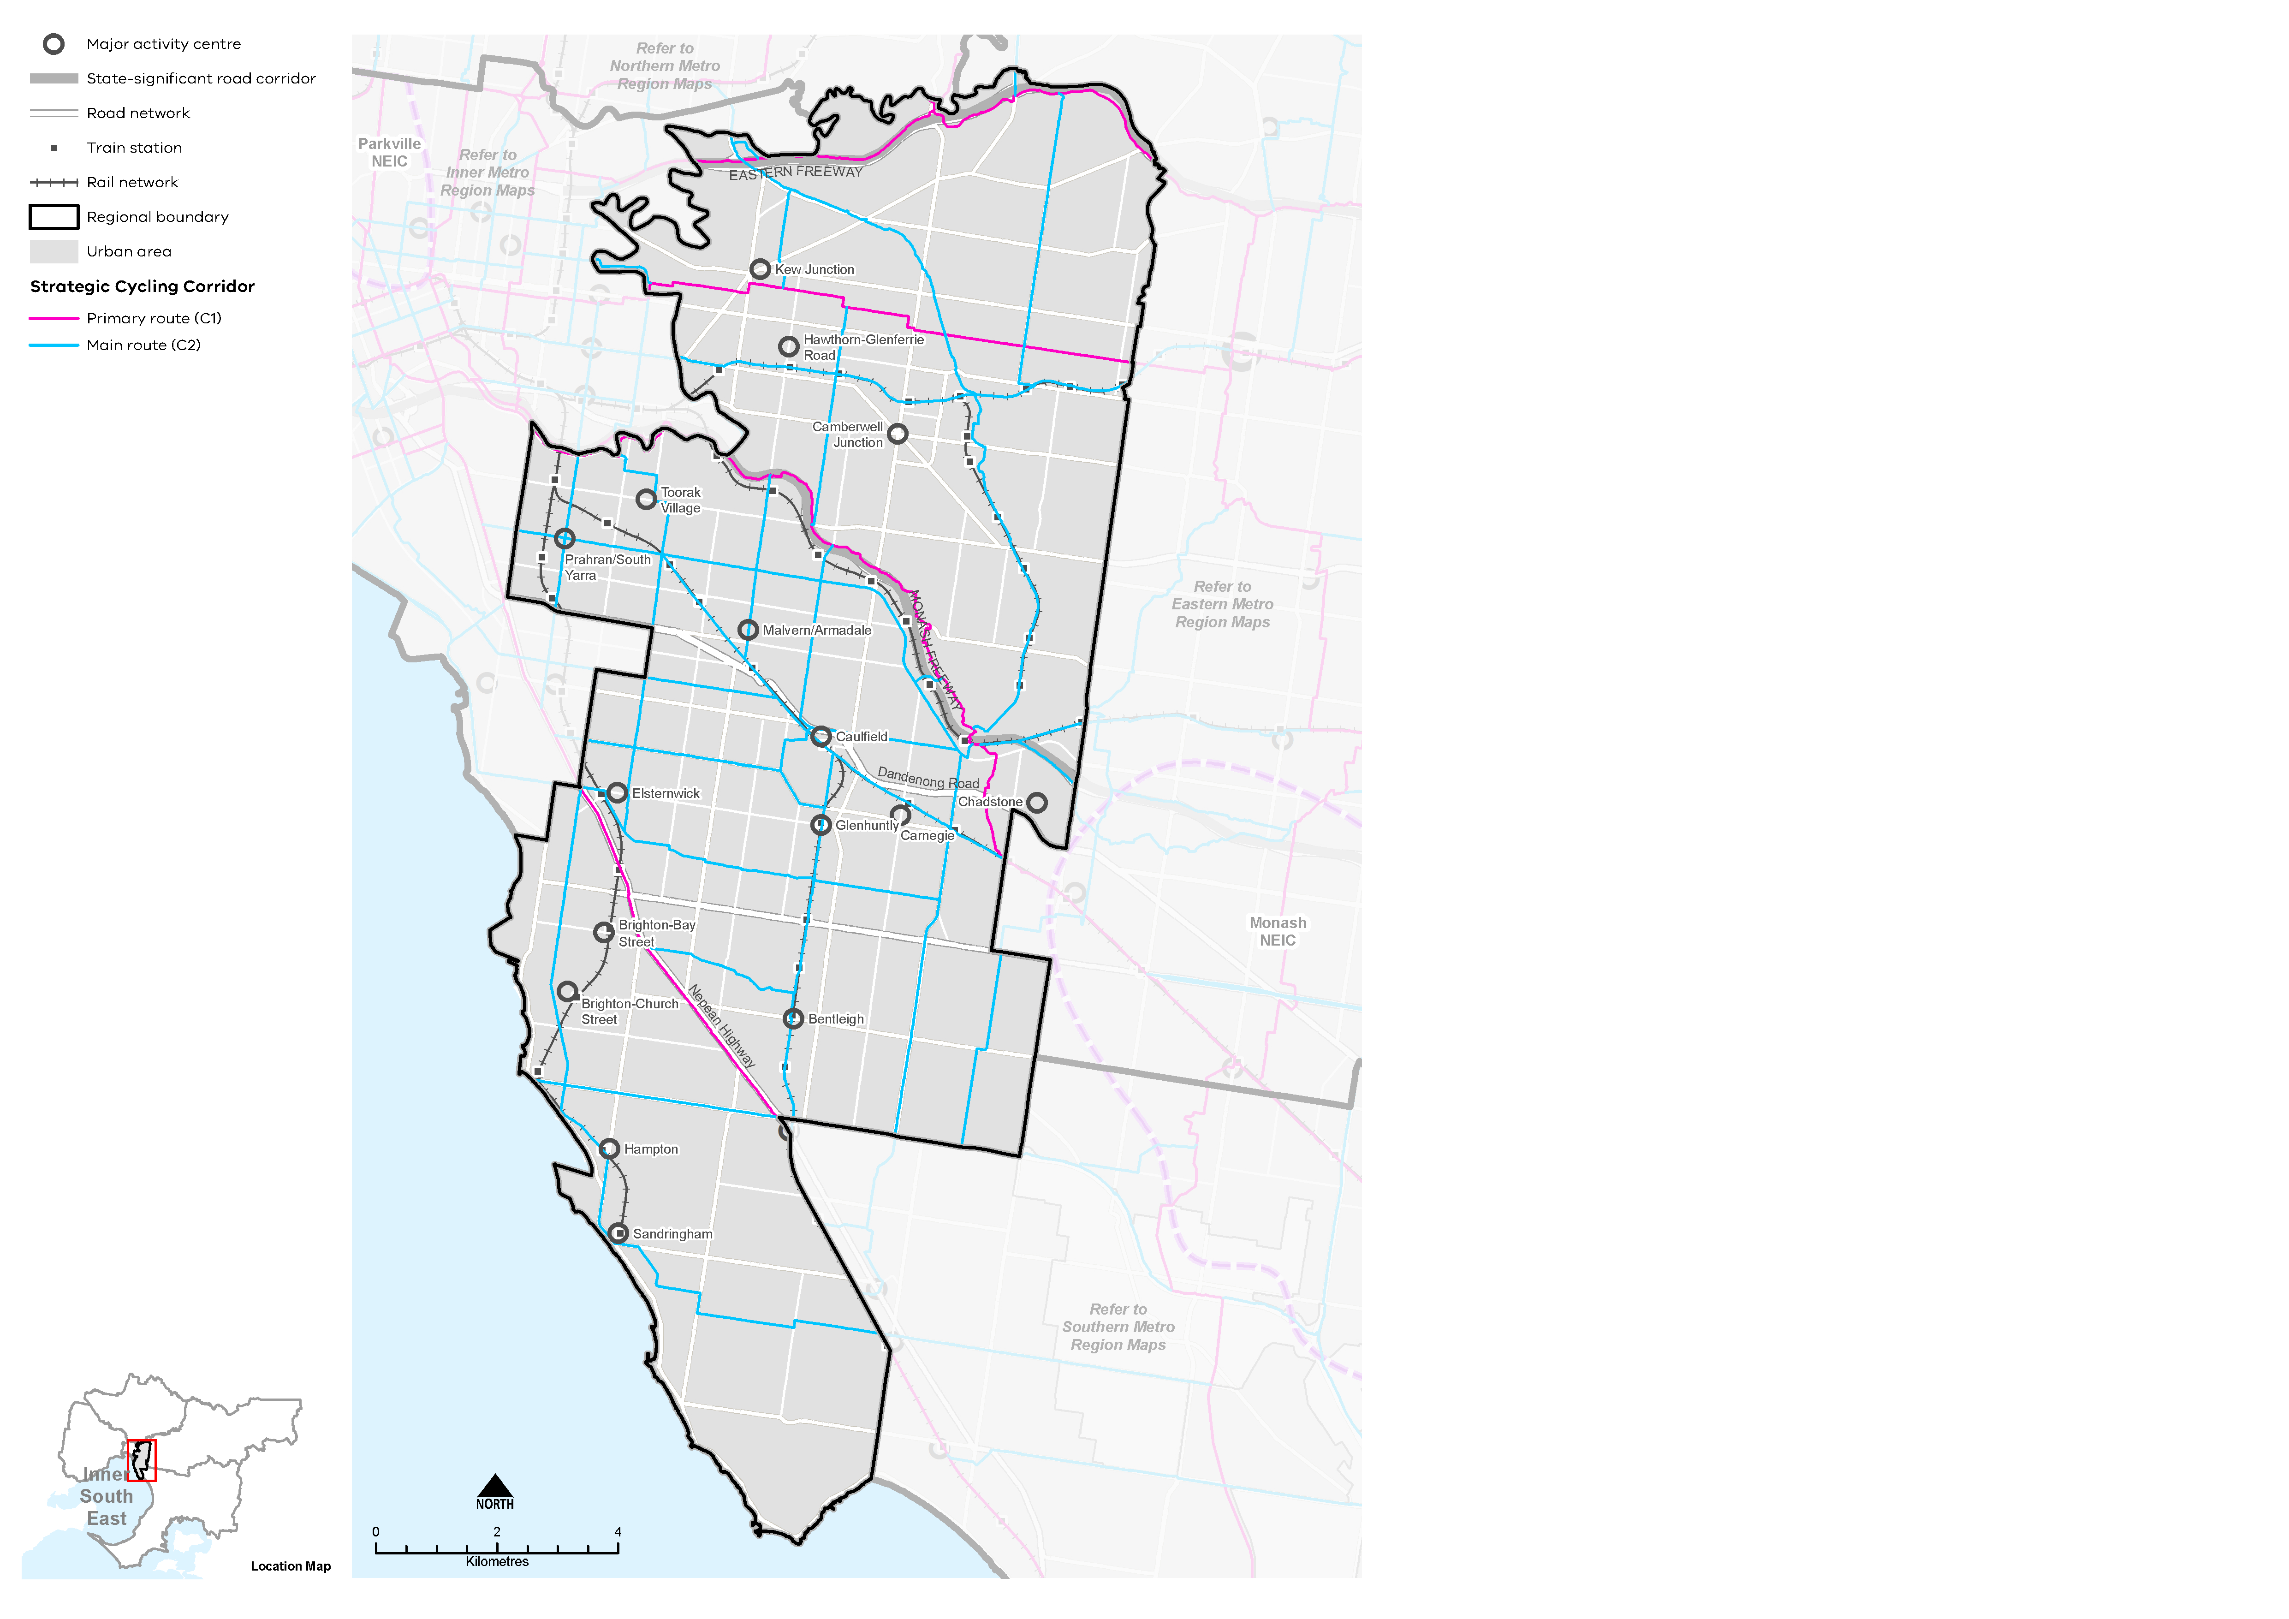 Major activity centre
State-significant road corridor
Road network
Train station
Rail network
Regional boundary
Urban area
Strategic Cycling Corridor
Primary route (C1)
Main route (C2)
Refer to
Northern Metro
Region Maps
Parkville
NEIC
Refer to
Inner Metro
Region Maps
EASTERN FREEWAY
Kew Junction
Hawthorn-Glenferrie
Road
Camberwell
Junction
Toorak
Village
Prahran/South
Yarra
Refer to
Eastern Metro
Region Maps
MONASH FREEWAY
Malvern/Armadale
Caulfield
Dandenong Road
Elsternwick
Chadstone
Glenhuntly
Carnegie
Brighton-Bay
Street
Monash
NEIC
Brighton-Church
Street
Nepean Highway
Bentleigh
Hampton
Sandringham
Refer to
Southern Metro
Region Maps
Inner
South
East
Location Map
NORTH
0 2 4
Kilometres